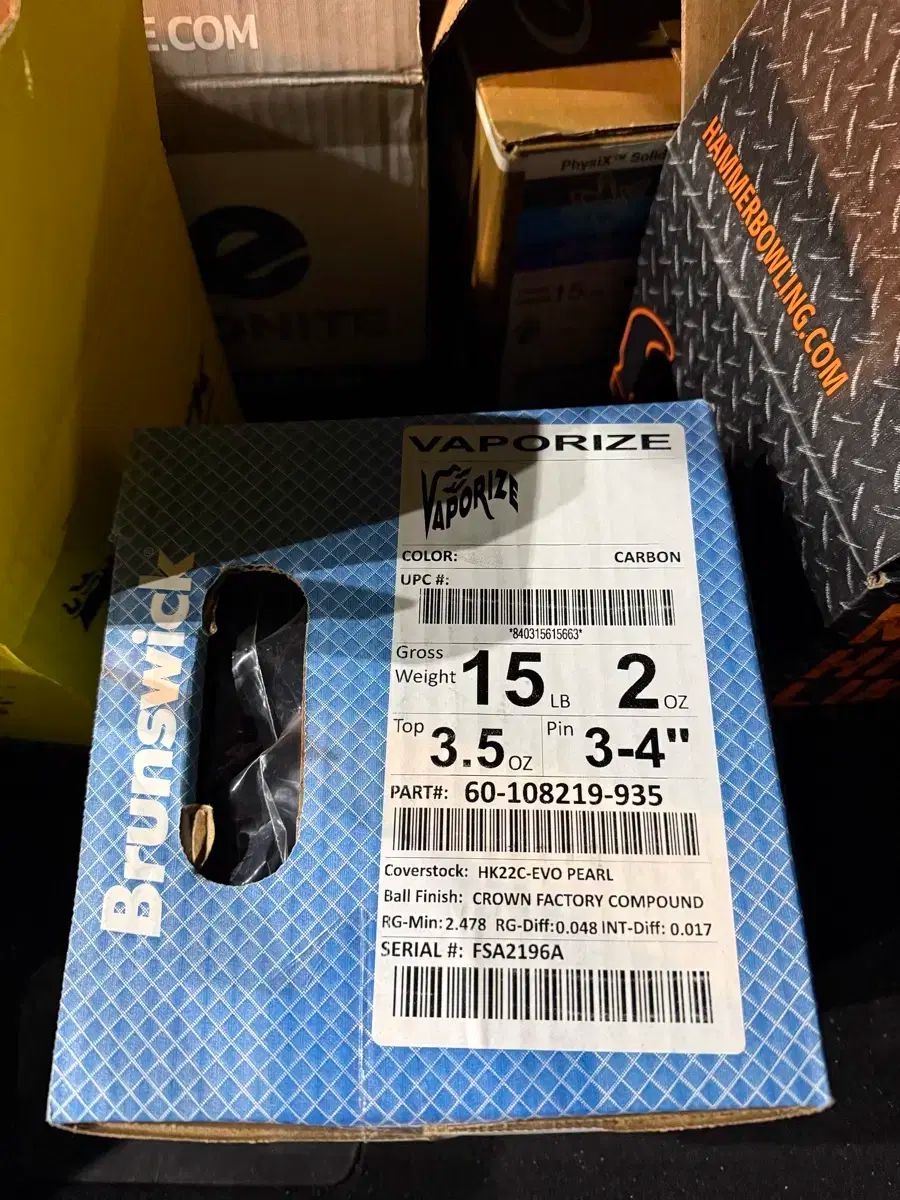 E.COM
PhysiX™ Solid
HAMMERBOWLING.COM
VAPORIZE
VAPORIZE
COLOR: CARBON
UPC #:
*840315615663*
Gross Weight 15 LB 2 OZ
Top 3.5 OZ Pin 3-4"
PART#: 60-108219-935
Coverstock: HK22C-EVO PEARL
Ball Finish: CROWN FACTORY COMPOUND
RG-Min: 2.478 RG-Diff: 0.048 INT-Diff: 0.017
SERIAL #: FSA2196A
Brunswick